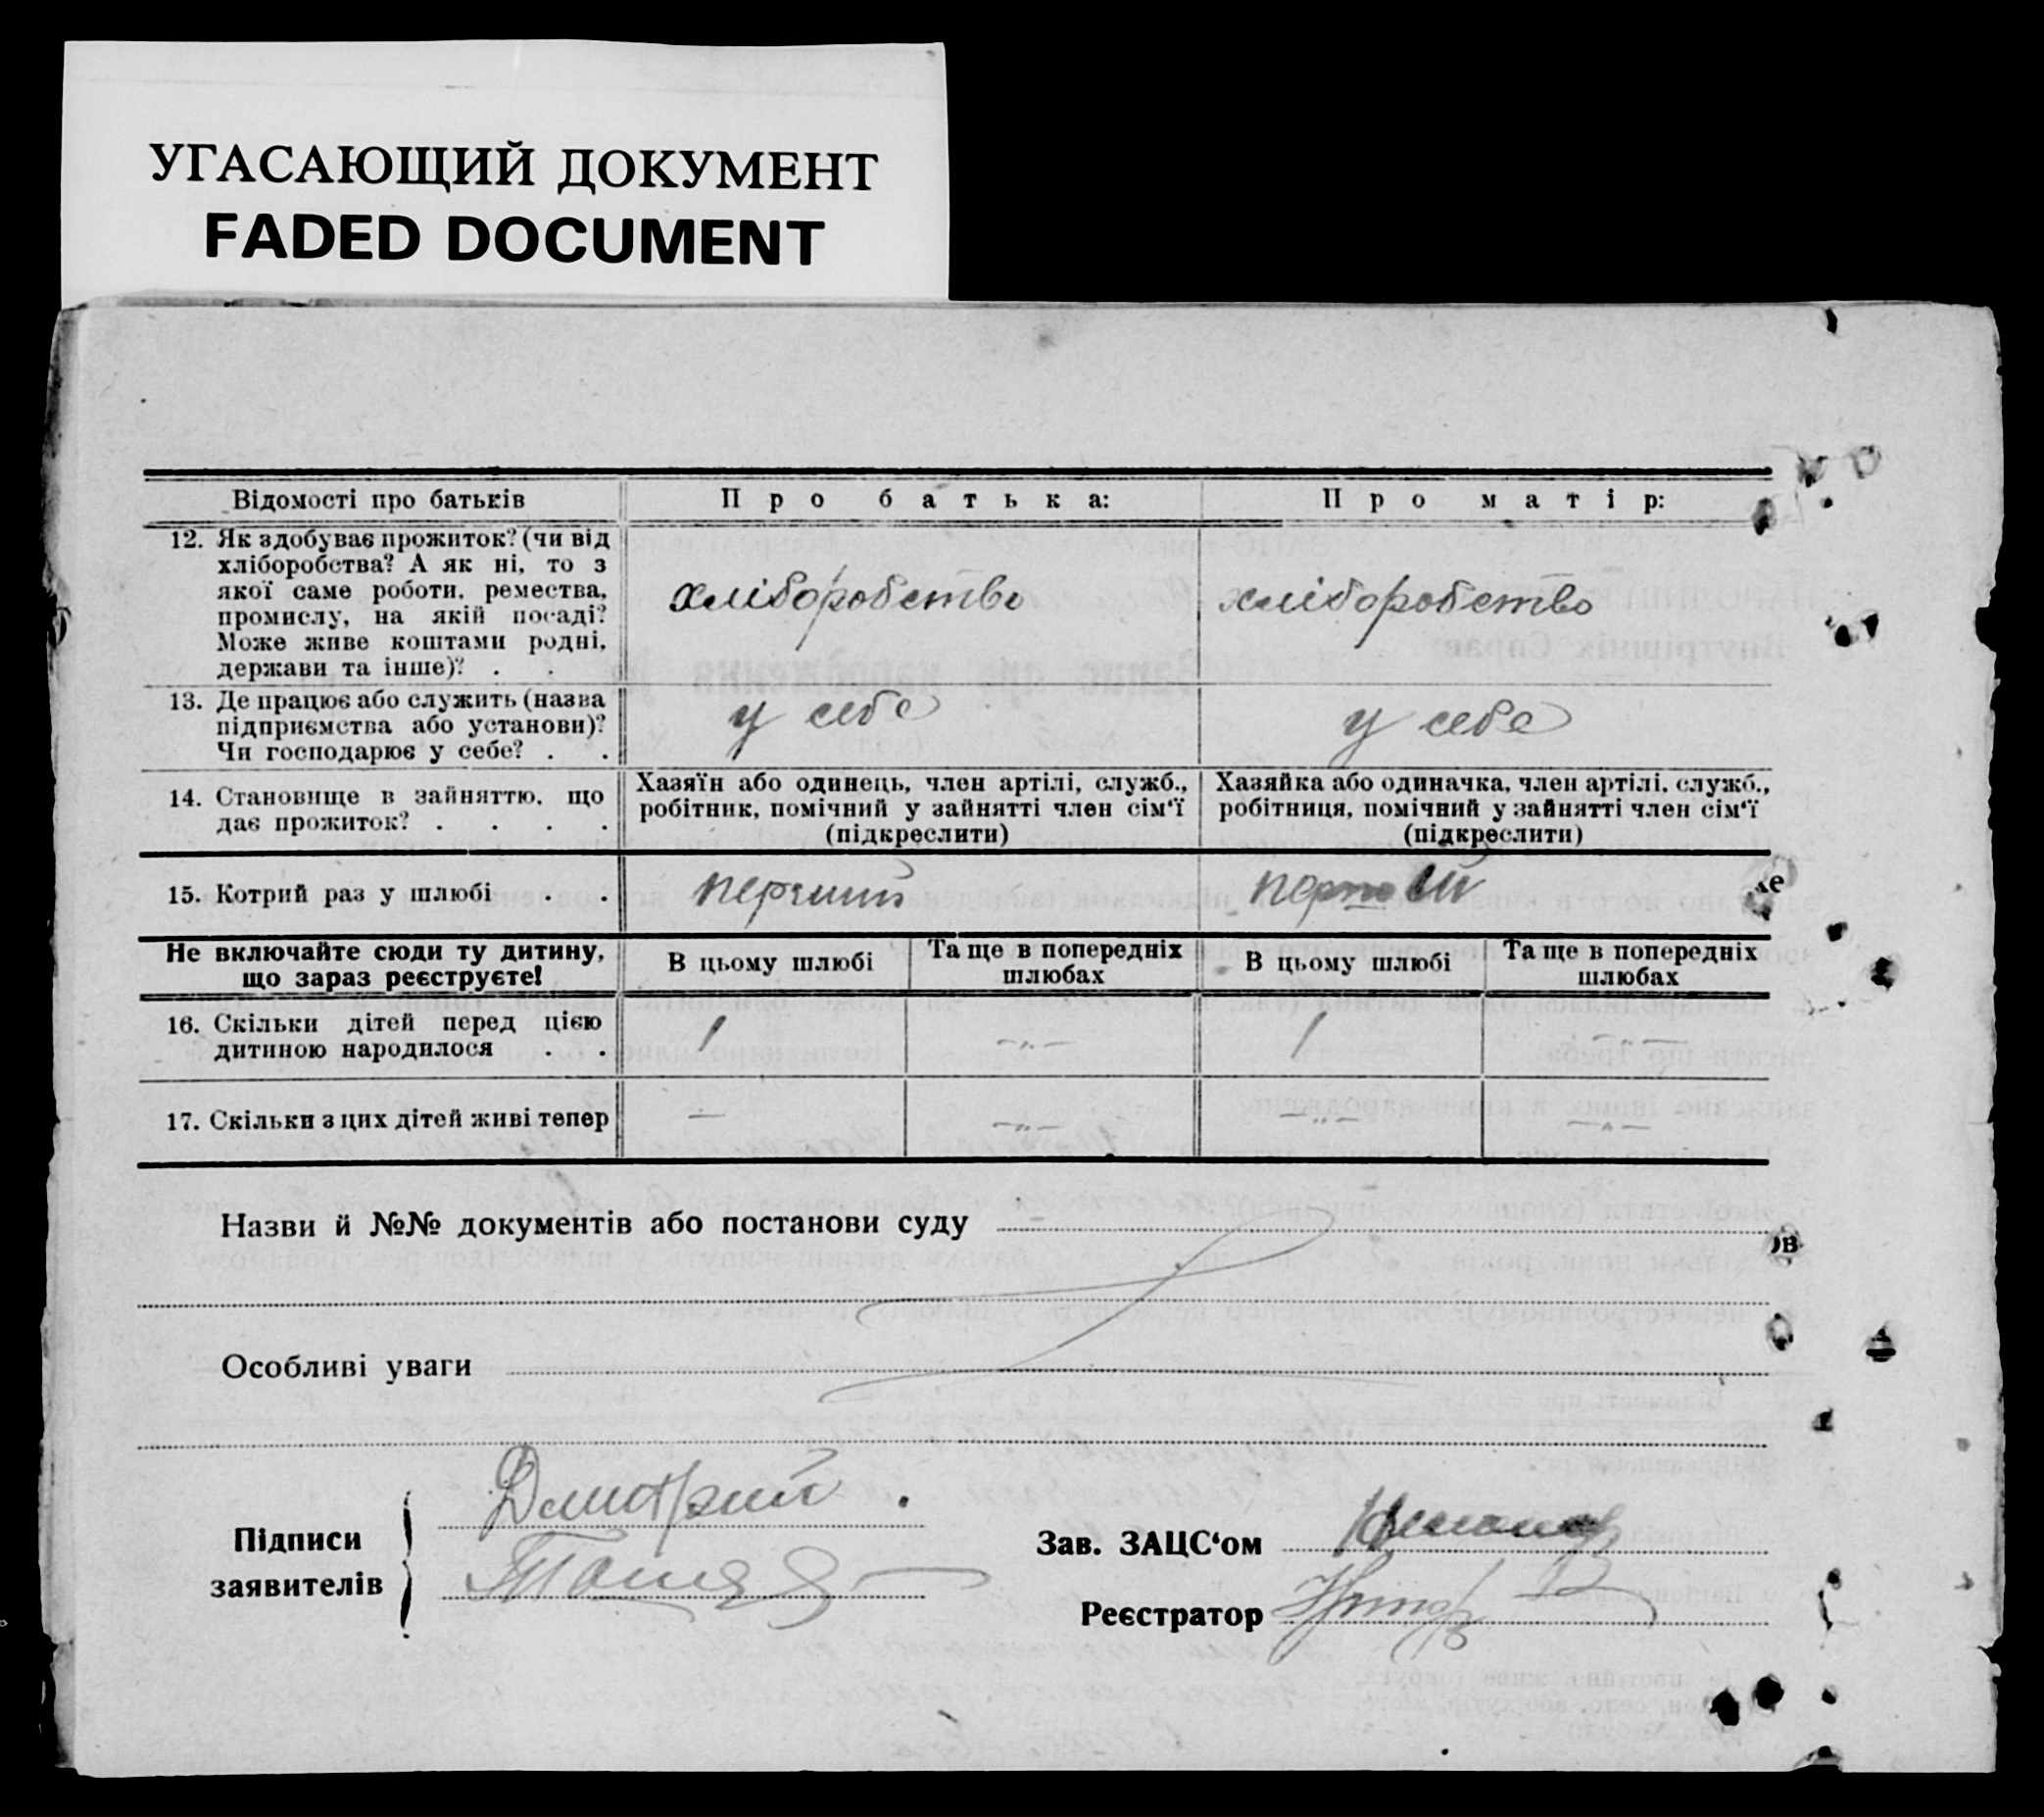 УГАСАЮЩИЙ ДОКУМЕНТ
FADED DOCUMENT
Відомості про батьків
Про батька:
Про матір:
12. Як здобуває прожиток? (чи від
хліборобства? А як ні, то з
якої саме роботи, ремества,
промислу, на якій посаді?
Може живе коштами родні,
держави та інше)? . .
хліборобство
хліборобство
13. Де працює або служить (назва
підприємства або установи)?
Чи господарює у себе? . .
у себе
у себе
14. Становище в зайняттю, що
дає прожиток? . . . .
Хазяїн або одинець, член артілі, служб.,
робітник, помічний у зайнятті член сім'ї
(підкреслити)
Хазяйка або одиначка, член артілі, служб.,
робітниця, помічний у зайнятті член сім'ї
(підкреслити)
15. Котрий раз у шлюбі . .
перший
Не включайте сюди ту дитину,
що зараз реєструєте!
В цьому шлюбі
Та ще в попередніх
шлюбах
В цьому шлюбі
Та ще в попередніх
шлюбах
16. Скільки дітей перед цією
дитиною народилося . .
1
-„-
1
-„-
17. Скільки з цих дітей живі тепер
—
-„-
-„-
-„-
Назви й №№ документів або постанови суду
Особливі уваги
Підписи
заявителів
Дмитрий
Зав. ЗАЦС'ом
Реєстратор